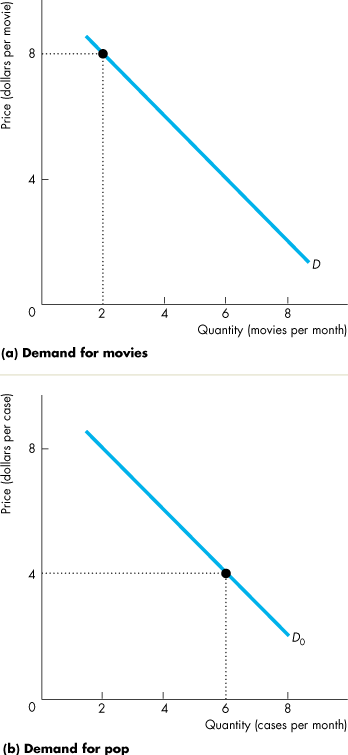 Price (dollars per movie)
8
4
0
2 4 6 8
D
Quantity (movies per month)
(a) Demand for movies
Price (dollars per case)
8
4
0
2 4 6 8
D0
Quantity (cases per month)
(b) Demand for pop